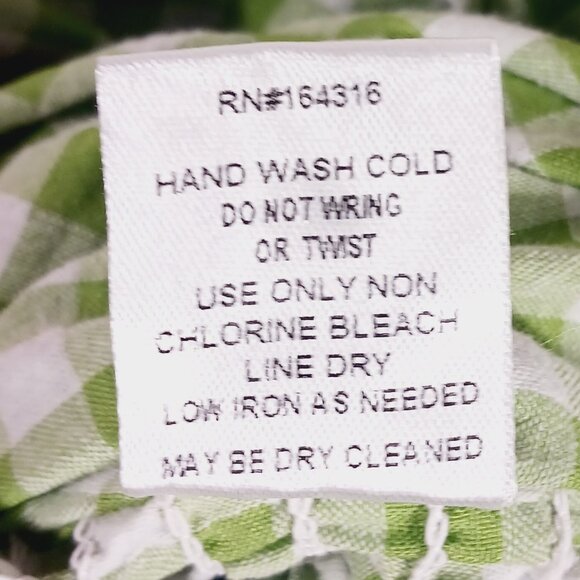 RN#164316
HAND WASH COLD
DO NOT WRING
OR TWIST
USE ONLY NON
CHLORINE BLEACH
LINE DRY
LOW IRON AS NEEDED
MAY BE DRY CLEANED